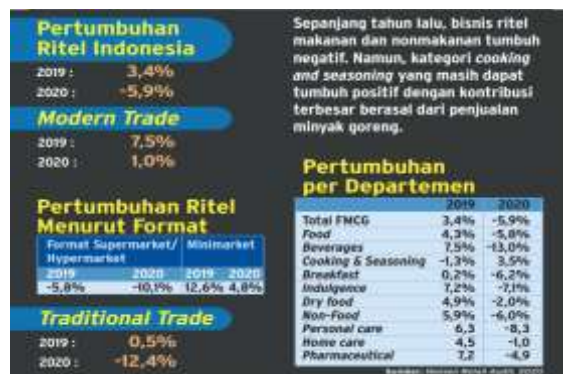 Pertumbuhan
Ritel Indonesia
2019 : 3,4%
2020 : -5,9%
Modern Trade
2019 : 7,5%
2020 : 1,0%
Pertumbuhan Ritel
Menurut Format
Format Supermarket/ Minimarket
Hypermarket
2019 2020 2019 2020
-5,8% -10,1% 12,6% 4,8%
Traditional Trade
2019 : 0,5%
2020 : -12,4%
Sepanjang tahun lalu, bisnis ritel
makanan dan nonmakanan tumbuh
negatif. Namun, kategori cooking
and seasoning yang masih dapat
tumbuh positif dengan kontribusi
terbesar berasal dari penjualan
minyak goreng.
Pertumbuhan
per Departemen
2019 2020
Total FMCG 3,4% -5,9%
Food 4,3% -5,8%
Beverages 7,5% -13,0%
Cooking & Seasoning -1,3% 3,5%
Breakfast 0,2% -6,2%
Indulgence 7,2% -7,1%
Dry food 4,9% -2,0%
Non-Food 5,9% -6,0%
Personal care 6,3 -8,3
Home care 4,5 -1,0
Pharmaceutical 7,2 -4,9
Sumber: Nielsen Retail Audit 2020